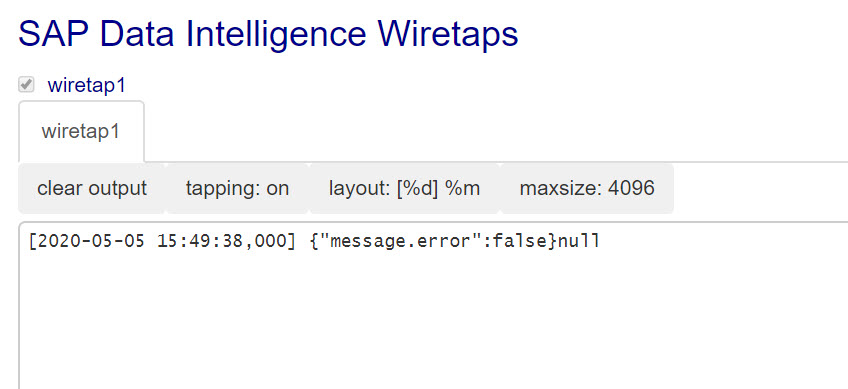 SAP Data Intelligence Wiretaps
wiretap1
wiretap1
clear output tapping: on layout: [%d] %m maxsize: 4096
[2020-05-05 15:49:38,000] {"message.error":false}null